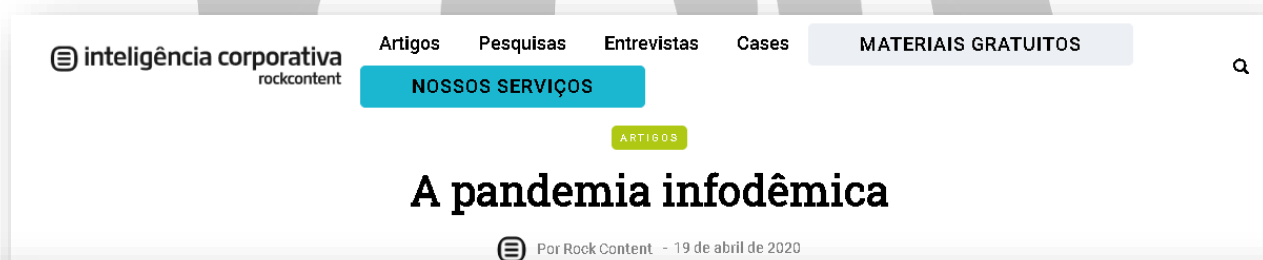 inteligência corporativa
rockcontent
Artigos Pesquisas Entrevistas Cases MATERIAIS GRATUITOS
NOSSOS SERVIÇOS
ARTIGOS
A pandemia infodêmica
Por Rock Content - 19 de abril de 2020